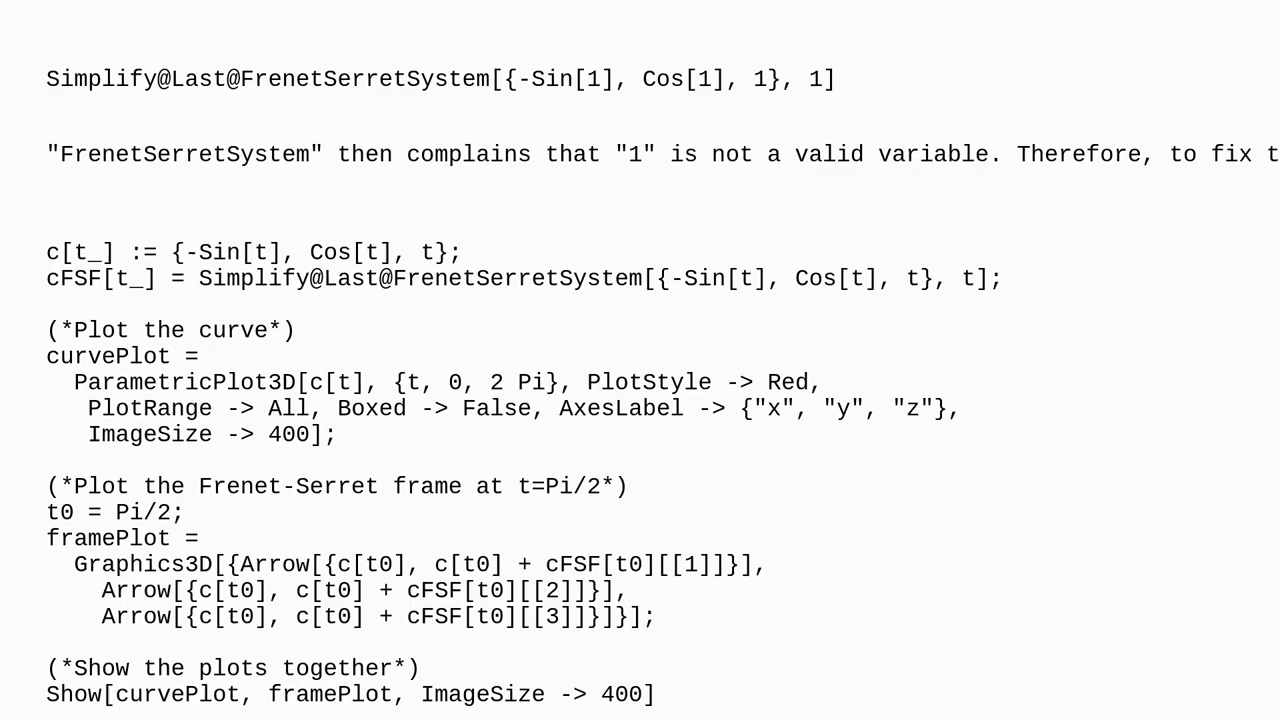 Simplify@Last@FrenetSerretSystem[{-Sin[1], Cos[1], 1}, 1]
"FrenetSerretSystem" then complains that "1" is not a valid variable. Therefore, to fix
c[t_] := {-Sin[t], Cos[t], t};
cFSF[t_] = Simplify@Last@FrenetSerretSystem[{-Sin[t], Cos[t], t}, t];
(*Plot the curve*)
curvePlot =
ParametricPlot3D[c[t], {t, 0, 2 Pi}, PlotStyle -> Red,
PlotRange -> All, Boxed -> False, AxesLabel -> {"x", "y", "z"},
ImageSize -> 400];
(*Plot the Frenet-Serret frame at t=Pi/2*)
t0 = Pi/2;
framePlot =
Graphics3D[{Arrow[{c[t0], c[t0] + cFSF[t0][[1]]}],
Arrow[{c[t0], c[t0] + cFSF[t0][[2]]}],
Arrow[{c[t0], c[t0] + cFSF[t0][[3]]}]}];
(*Show the plots together*)
Show[curvePlot, framePlot, ImageSize -> 400]